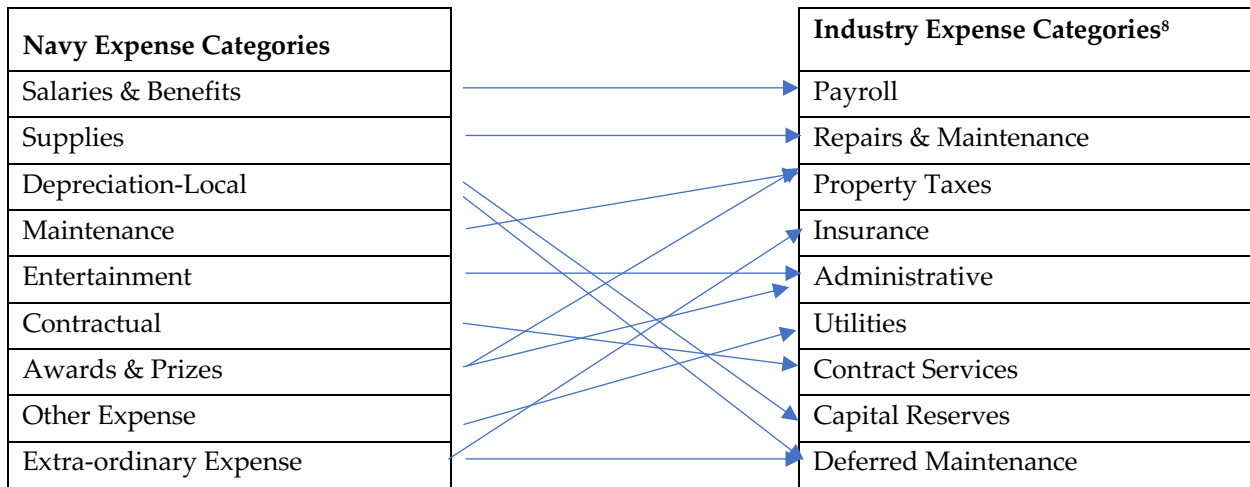 Navy Expense Categories
Salaries & Benefits
Supplies
Depreciation-Local
Maintenance
Entertainment
Contractual
Awards & Prizes
Other Expense
Extra-ordinary Expense
Industry Expense Categories⁸
Payroll
Repairs & Maintenance
Property Taxes
Insurance
Administrative
Utilities
Contract Services
Capital Reserves
Deferred Maintenance